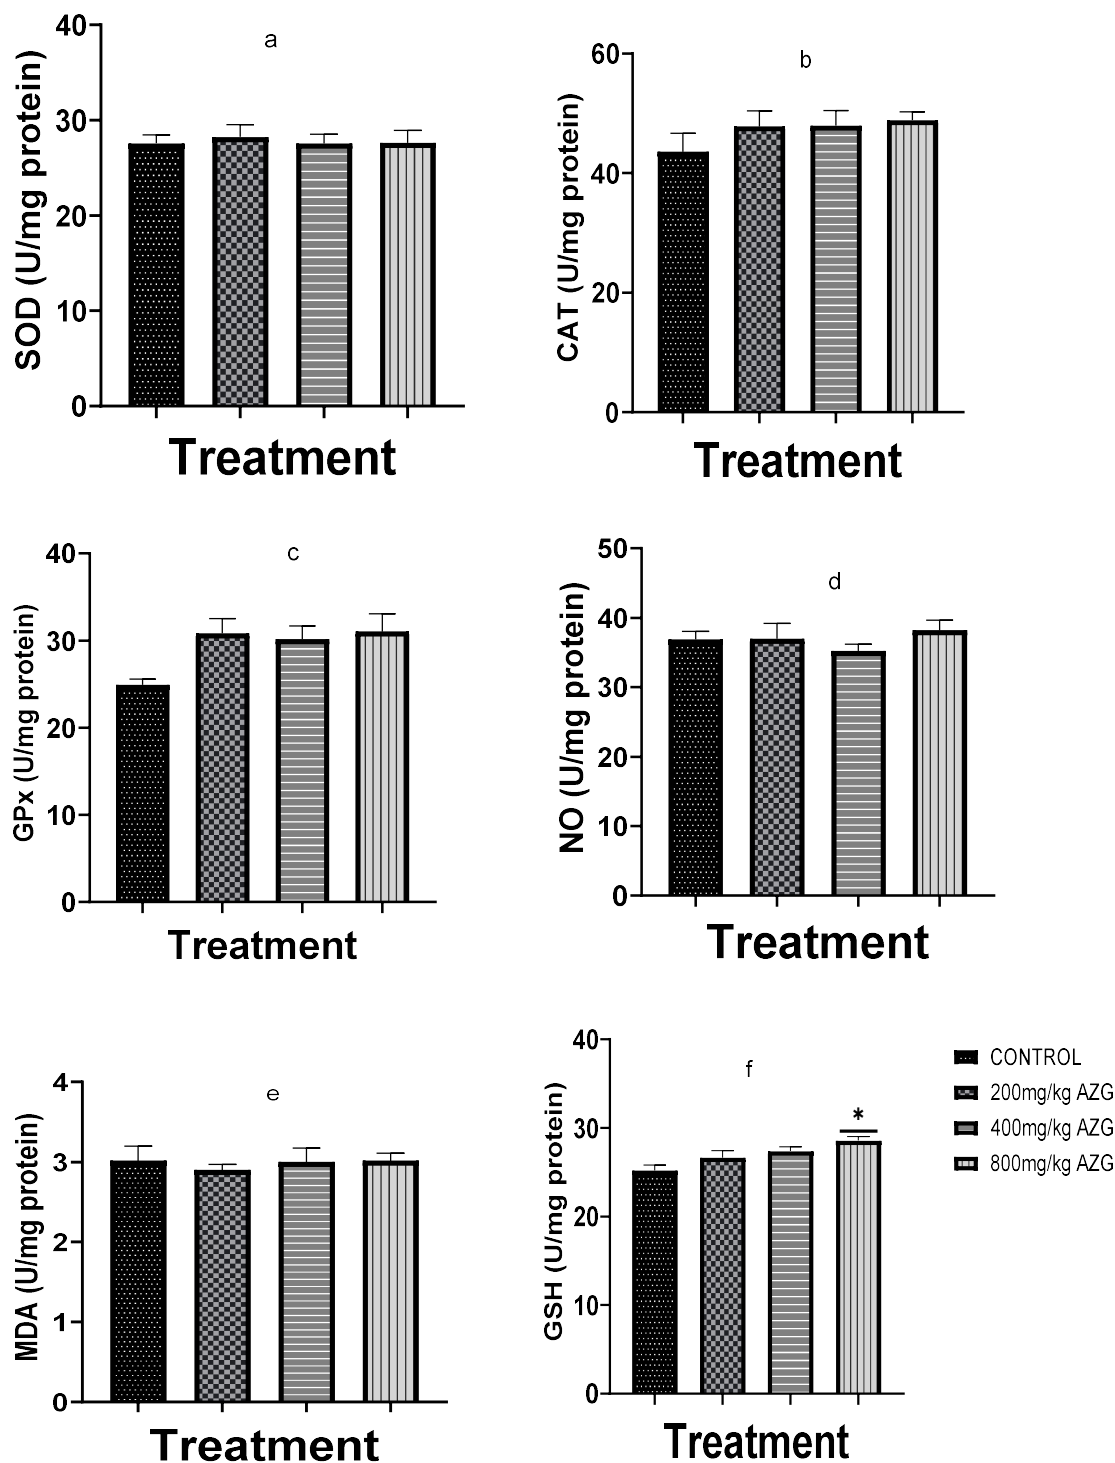 a
SOD (U/mg protein)
40
30
20
10
0
Treatment
b
CAT (U/mg protein)
60
40
20
0
Treatment
c
GPx (U/mg protein)
40
30
20
10
0
Treatment
d
NO (U/mg protein)
50
40
30
20
10
0
Treatment
e
MDA (U/mg protein)
4
3
2
1
0
Treatment
f
GSH (U/mg protein)
40
30
20
10
0
*
Treatment
CONTROL
200mg/kg AZG
400mg/kg AZG
800mg/kg AZG